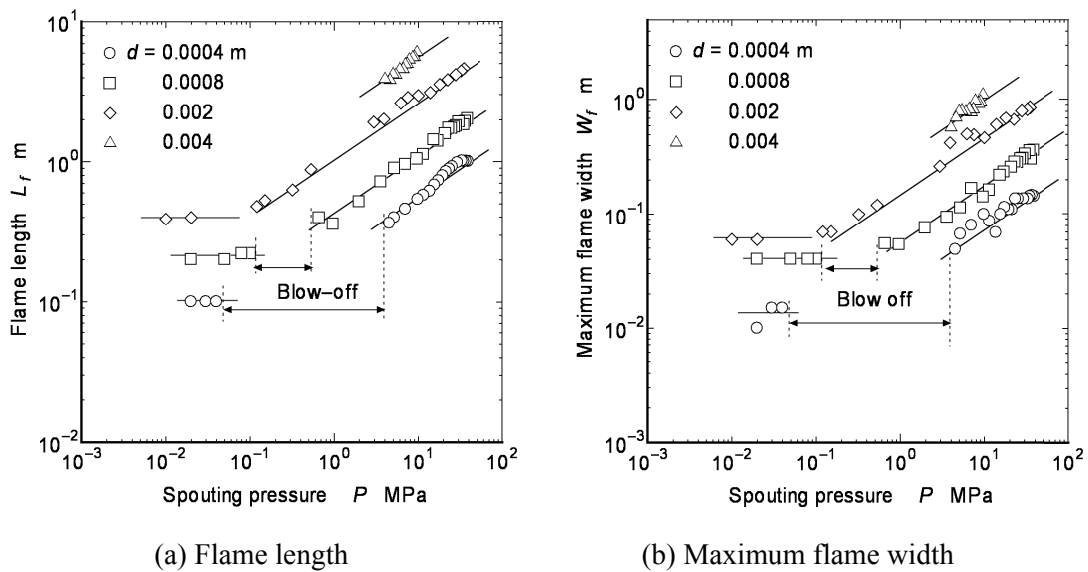 10^1
10^0
10^-1
10^-2
Flame length L_f m
d = 0.0004 m
0.0008
0.002
0.004
Blow–off
10^-3 10^-2 10^-1 10^0 10^1 10^2
Spouting pressure P MPa
(a) Flame length
10^0
10^-1
10^-2
10^-3
Maximum flame width W_f m
d = 0.0004 m
0.0008
0.002
0.004
Blow off
10^-3 10^-2 10^-1 10^0 10^1 10^2
Spouting pressure P MPa
(b) Maximum flame width